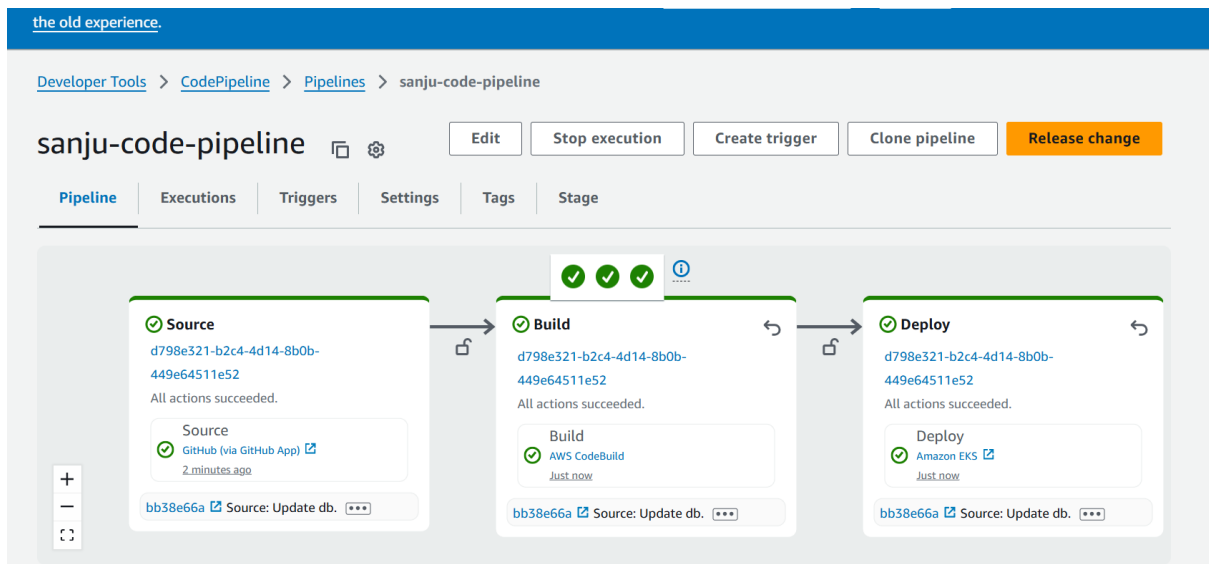 the old experience.
Developer Tools > CodePipeline > Pipelines > sanju-code-pipeline
sanju-code-pipeline
Edit
Stop execution
Create trigger
Clone pipeline
Release change
Pipeline
Executions
Triggers
Settings
Tags
Stage
Source
d798e321-b2c4-4d14-8b0b-
449e64511e52
All actions succeeded.
Source
GitHub (via GitHub App)
2 minutes ago
bb38e66a Source: Update db.
Build
d798e321-b2c4-4d14-8b0b-
449e64511e52
All actions succeeded.
Build
AWS CodeBuild
Just now
bb38e66a Source: Update db.
Deploy
d798e321-b2c4-4d14-8b0b-
449e64511e52
All actions succeeded.
Deploy
Amazon EKS
Just now
bb38e66a Source: Update db.